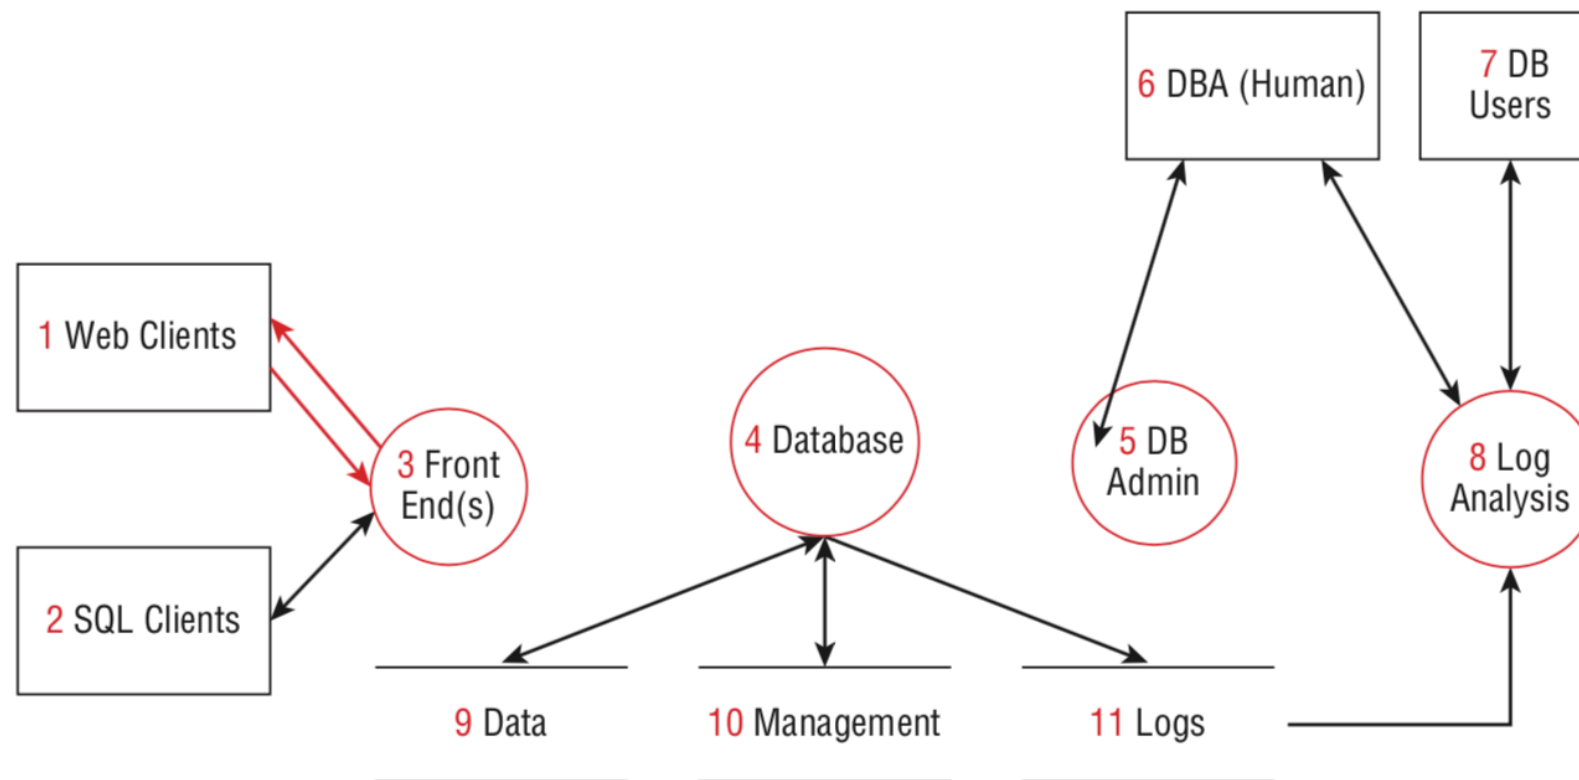 6 DBA (Human)
7 DB
Users
1 Web Clients
4 Database
3 Front
End(s)
5 DB
Admin
8 Log
Analysis
2 SQL Clients
9 Data
10 Management
11 Logs